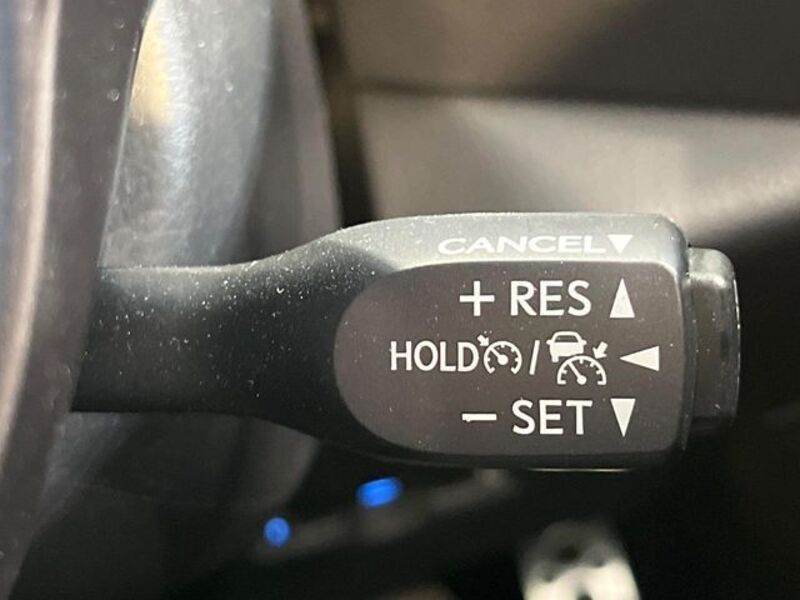 CANCEL▼
+ RES ▲
HOLD / ◀
− SET ▼